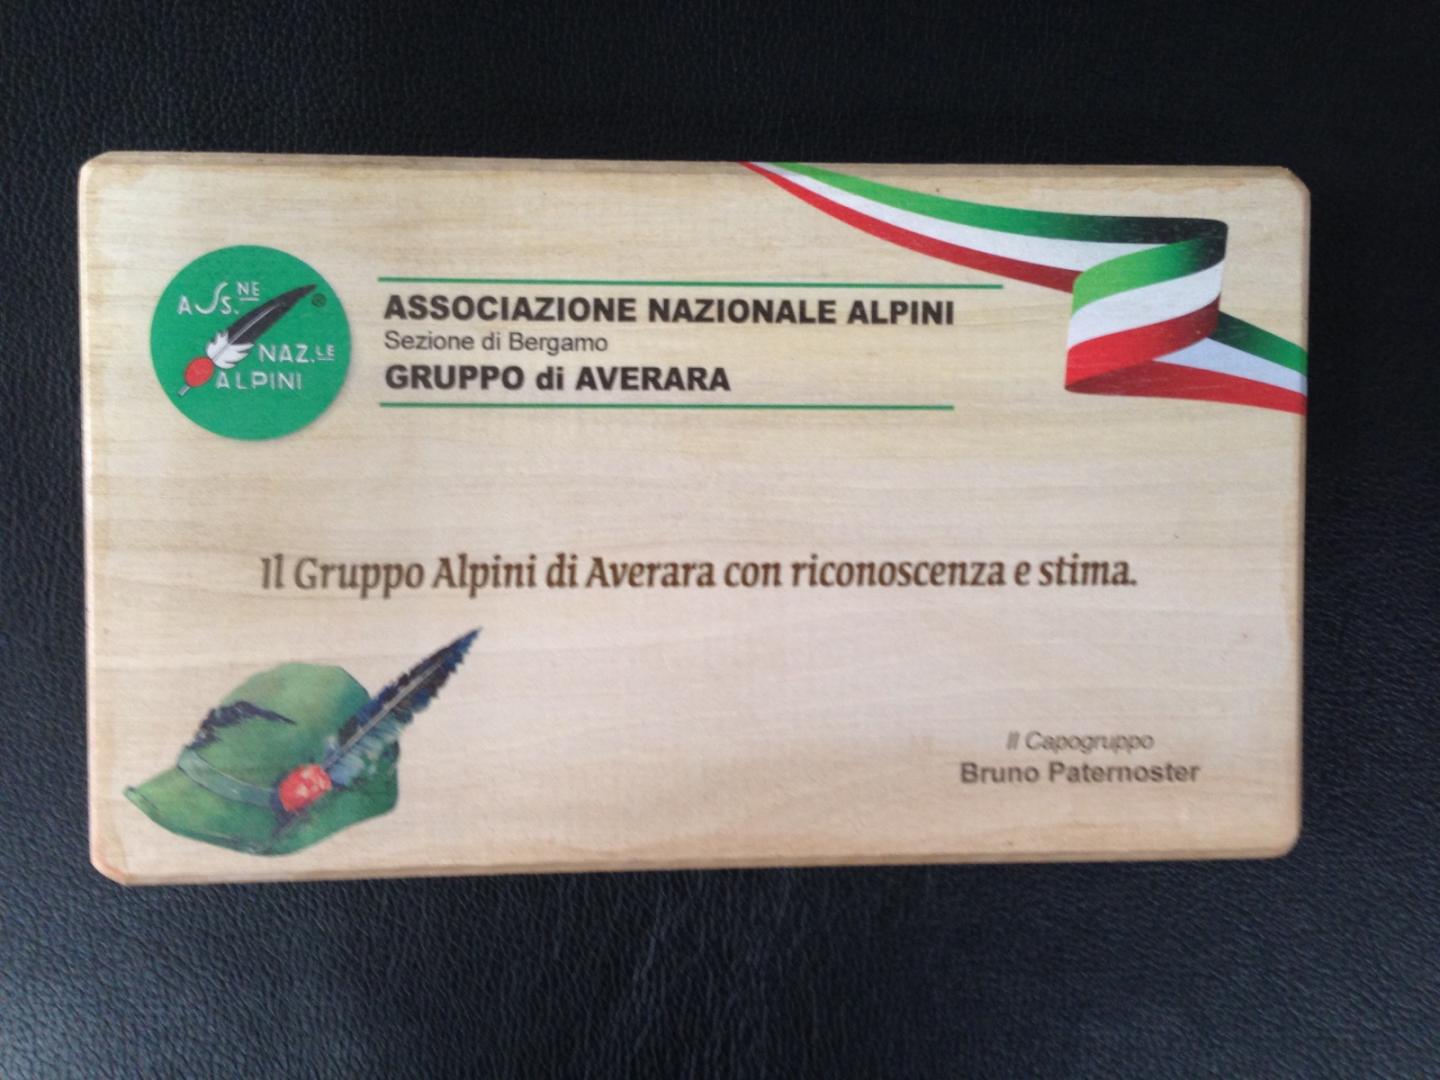 ASS.NE
NAZ.LE
ALPINI
®
ASSOCIAZIONE NAZIONALE ALPINI
Sezione di Bergamo
GRUPPO di AVERARA
Il Gruppo Alpini di Averara con riconoscenza e stima.
Il Capogruppo
Bruno Paternoster